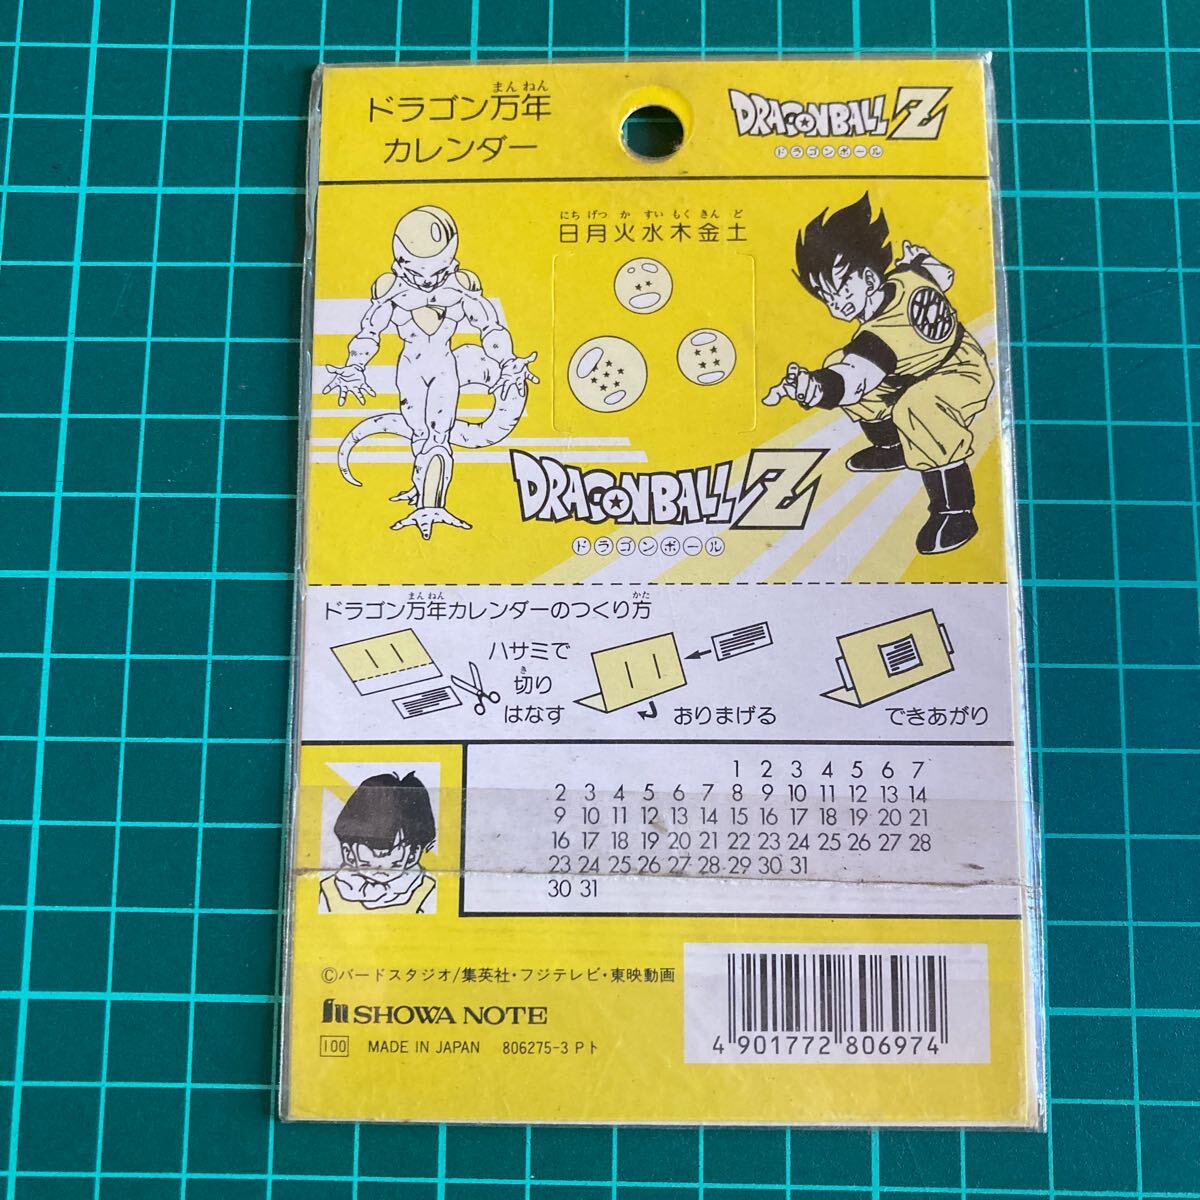 まんねん
ドラゴン万年
カレンダー
DRAGONBALL Z
ドラゴンボール
にち げつ か すい もく きん ど
日月火水木金土
DRAGONBALL Z
ドラゴンボール
まんねん かた
ドラゴン万年カレンダーのつくり方
ハサミで
き
切り
はなす
おりまげる
できあがり
1 2 3 4 5 6 7
2 3 4 5 6 7 8 9 10 11 12 13 14
9 10 11 12 13 14 15 16 17 18 19 20 21
16 17 18 19 20 21 22 23 24 25 26 27 28
23 24 25 26 27 28 29 30 31
30 31
©バードスタジオ/集英社・フジテレビ・東映動画
SHOWA NOTE
100 MADE IN JAPAN 806275-3 Pト
4 901772 806974